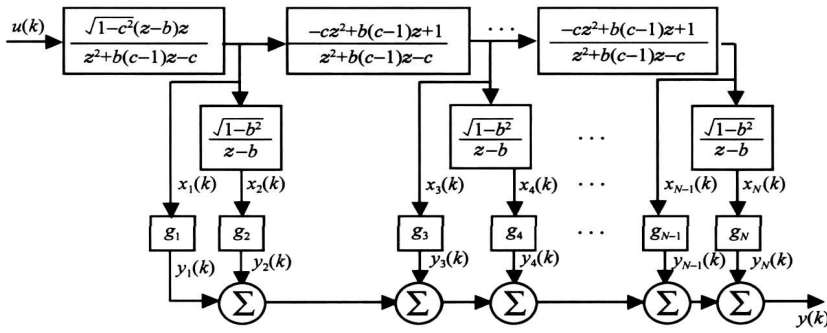 u(k)
√1−c²(z−b)z
z²+b(c−1)z−c
−cz²+b(c−1)z+1
z²+b(c−1)z−c
···
−cz²+b(c−1)z+1
z²+b(c−1)z−c
√1−b²
z−b
√1−b²
z−b
···
√1−b²
z−b
x₁(k)
x₂(k)
x₃(k)
x₄(k)
···
x_{N−1}(k)
x_N(k)
g₁
g₂
g₃
g₄
···
g_{N−1}
g_N
y₁(k)
y₂(k)
y₃(k)
y₄(k)
y_{N−1}(k)
y_N(k)
Σ
Σ
Σ
Σ
Σ
y(k)